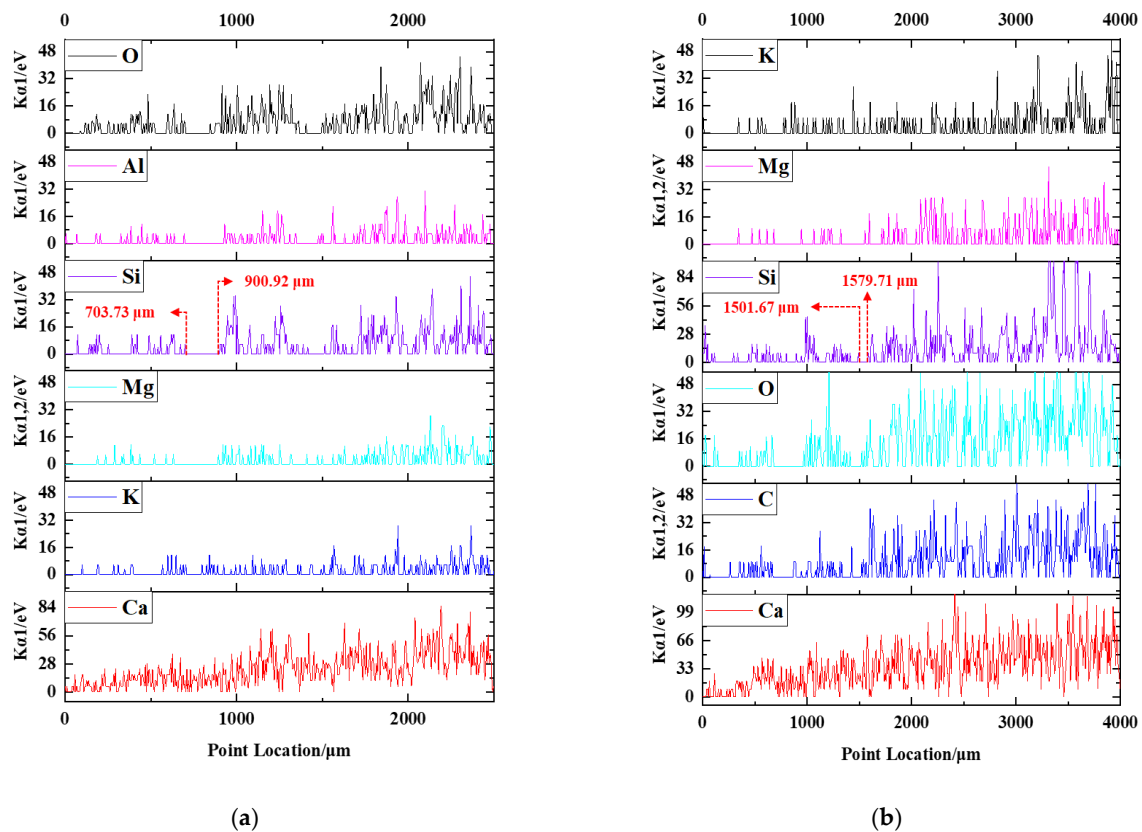 0 1000 2000
48 32 16 0 Kα1/eV O
48 32 16 0 Kα1/eV Al
48 32 16 0 Kα1/eV Si
703.73 µm 900.92 µm
48 32 16 0 Kα1,2/eV Mg
48 32 16 0 Kα1/eV K
84 56 28 0 Kα1/eV Ca
0 1000 2000
Point Location/µm
(a)
0 1000 2000 3000 4000
48 32 16 0 Kα1/eV K
48 32 16 0 Kα1,2/eV Mg
84 56 28 0 Kα1/eV Si
1501.67 µm 1579.71 µm
48 32 16 0 Kα1/eV O
48 32 16 0 Kα1,2/eV C
99 66 33 0 Kα1/eV Ca
0 1000 2000 3000 4000
Point Location/µm
(b)